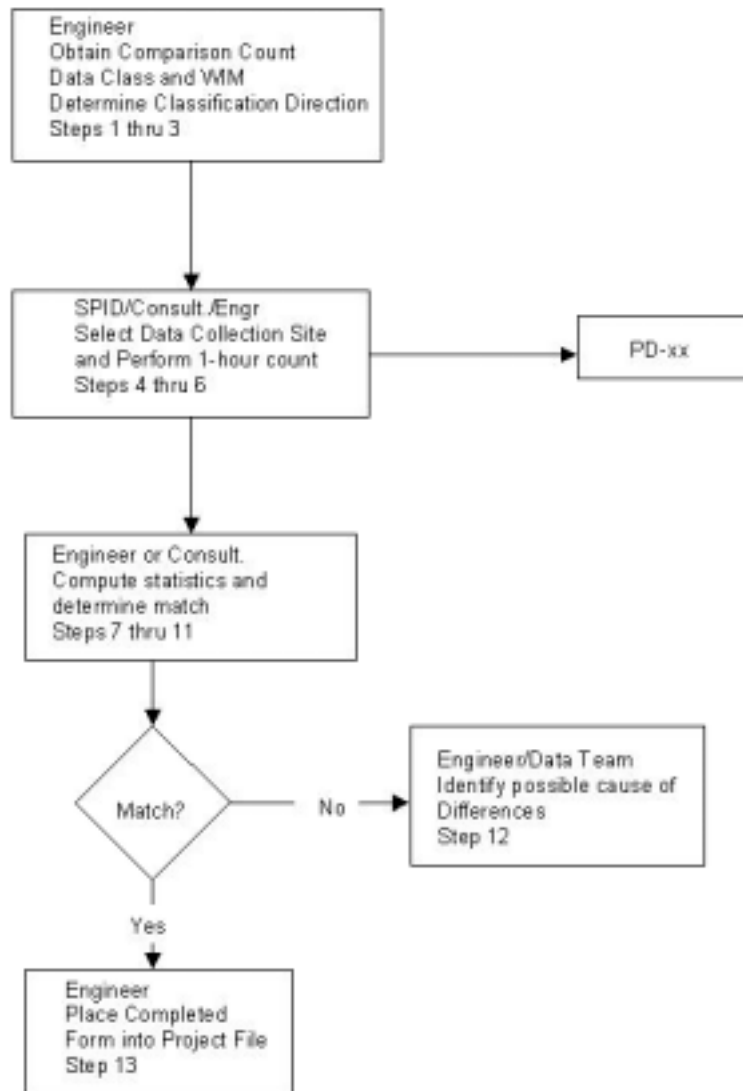 Engineer
Obtain Comparison Count
Data Class and WIM
Determine Classification Direction
Steps 1 thru 3
SPID/Consult./Engr
Select Data Collection Site
and Perform 1-hour count
Steps 4 thru 6
PD-xx
Engineer or Consult.
Compute statistics and
determine match
Steps 7 thru 11
Match?
No
Engineer/Data Team
Identify possible cause of
Differences
Step 12
Yes
Engineer
Place Completed
Form into Project File
Step 13